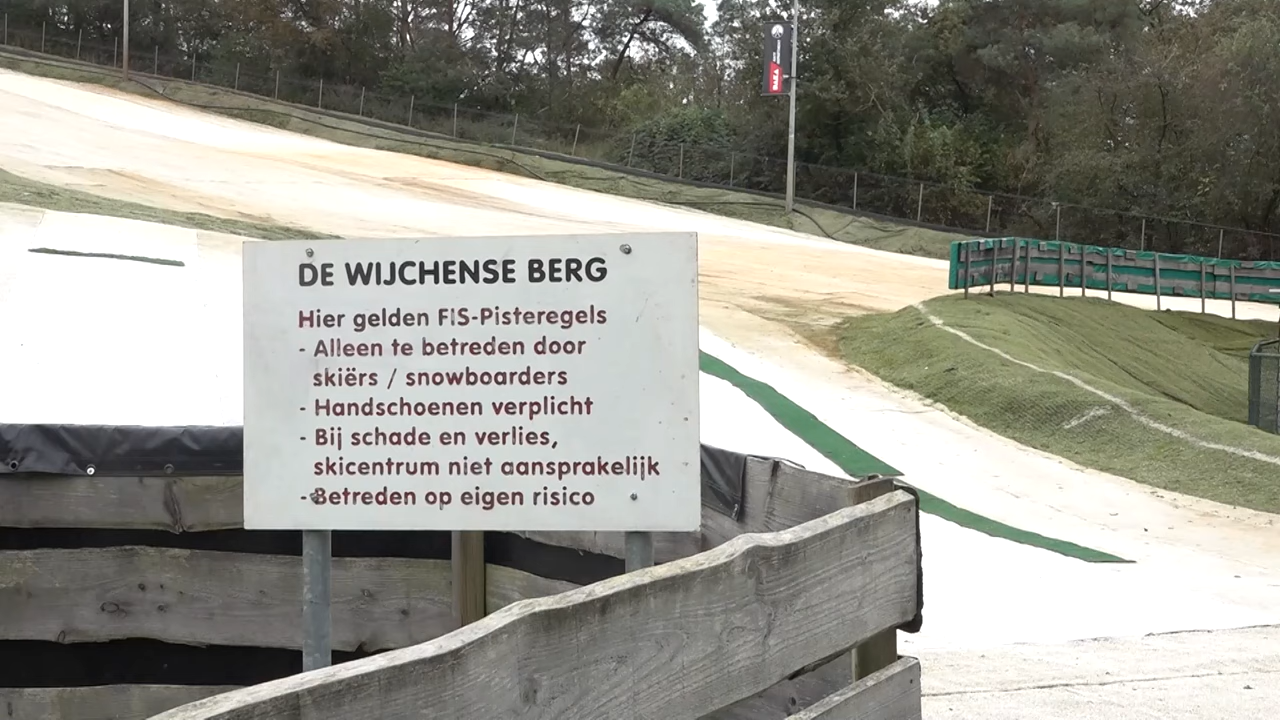 DE WIJCHENSE BERG
Hier gelden FIS-Pisteregels
- Alleen te betreden door
skiërs / snowboarders
- Handschoenen verplicht
- Bij schade en verlies,
skicentrum niet aansprakelijk
- Betreden op eigen risico